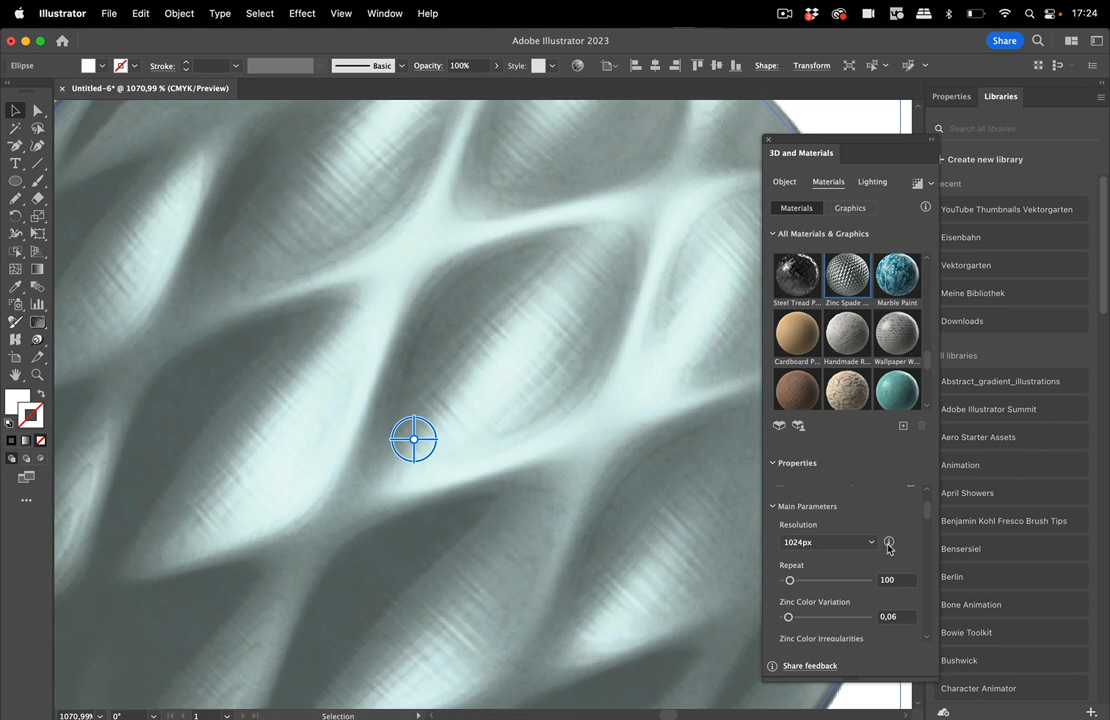 Illustrator File Edit Object Type Select Effect View Window Help 17:24
Adobe Illustrator 2023 Share
Ellipse Stroke: Basic Opacity: 100% Style: Shape: Transform
Untitled-6* @ 1070,99 % (CMYK/Preview)
Properties Libraries
Search all libraries
Create new library
ecent
YouTube Thumbnails Vektorgarten
Eisenbahn
Vektorgarten
Meine Bibliothek
Downloads
ll libraries
Abstract_gradient_illustrations
Adobe Illustrator Summit
Aero Starter Assets
Animation
April Showers
Benjamin Kohl Fresco Brush Tips
Bensersiel
Berlin
Bone Animation
Bowie Toolkit
Bushwick
Character Animator
3D and Materials
Object Materials Lighting
Materials Graphics
All Materials & Graphics
Steel Tread P... Zinc Spade ... Marble Paint
Cardboard P... Handmade R... Wallpaper W...
Properties
Main Parameters
Resolution
1024px
Repeat
100
Zinc Color Variation
0,06
Zinc Color Irregularities
Share feedback
1070,99% 0° 1 Selection